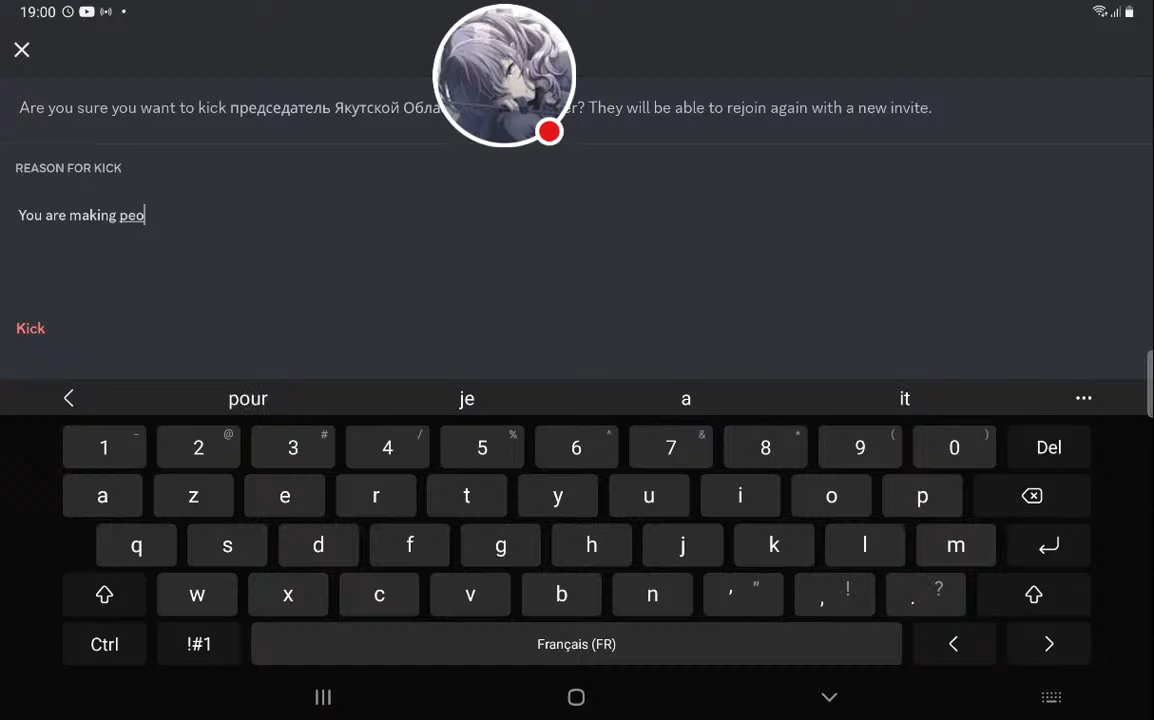 19:00
Are you sure you want to kick председатель Якутской Обла er? They will be able to rejoin again with a new invite.
REASON FOR KICK
You are making peo
Kick
pour je a it ...
1 - 2 @ 3 # 4 / 5 % 6 ^ 7 & 8 * 9 ( 0 ) Del
a z e r t y u i o p
q s d f g h j k l m
w x c v b n ' " , ! . ?
Ctrl !#1 Français (FR) < >